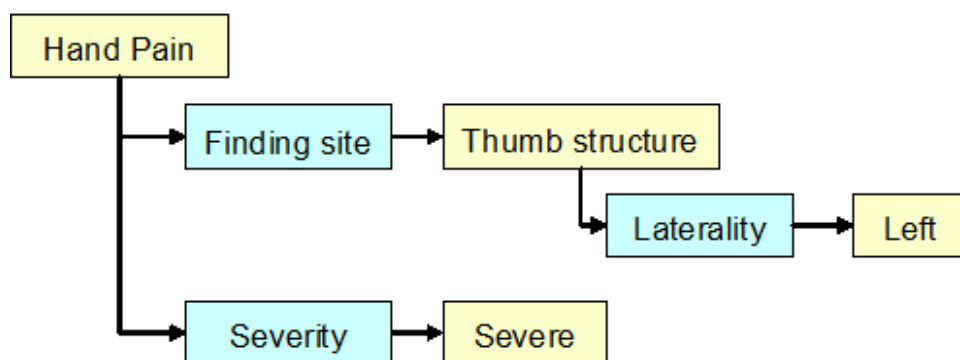 Hand Pain
Finding site
Thumb structure
Laterality
Left
Severity
Severe